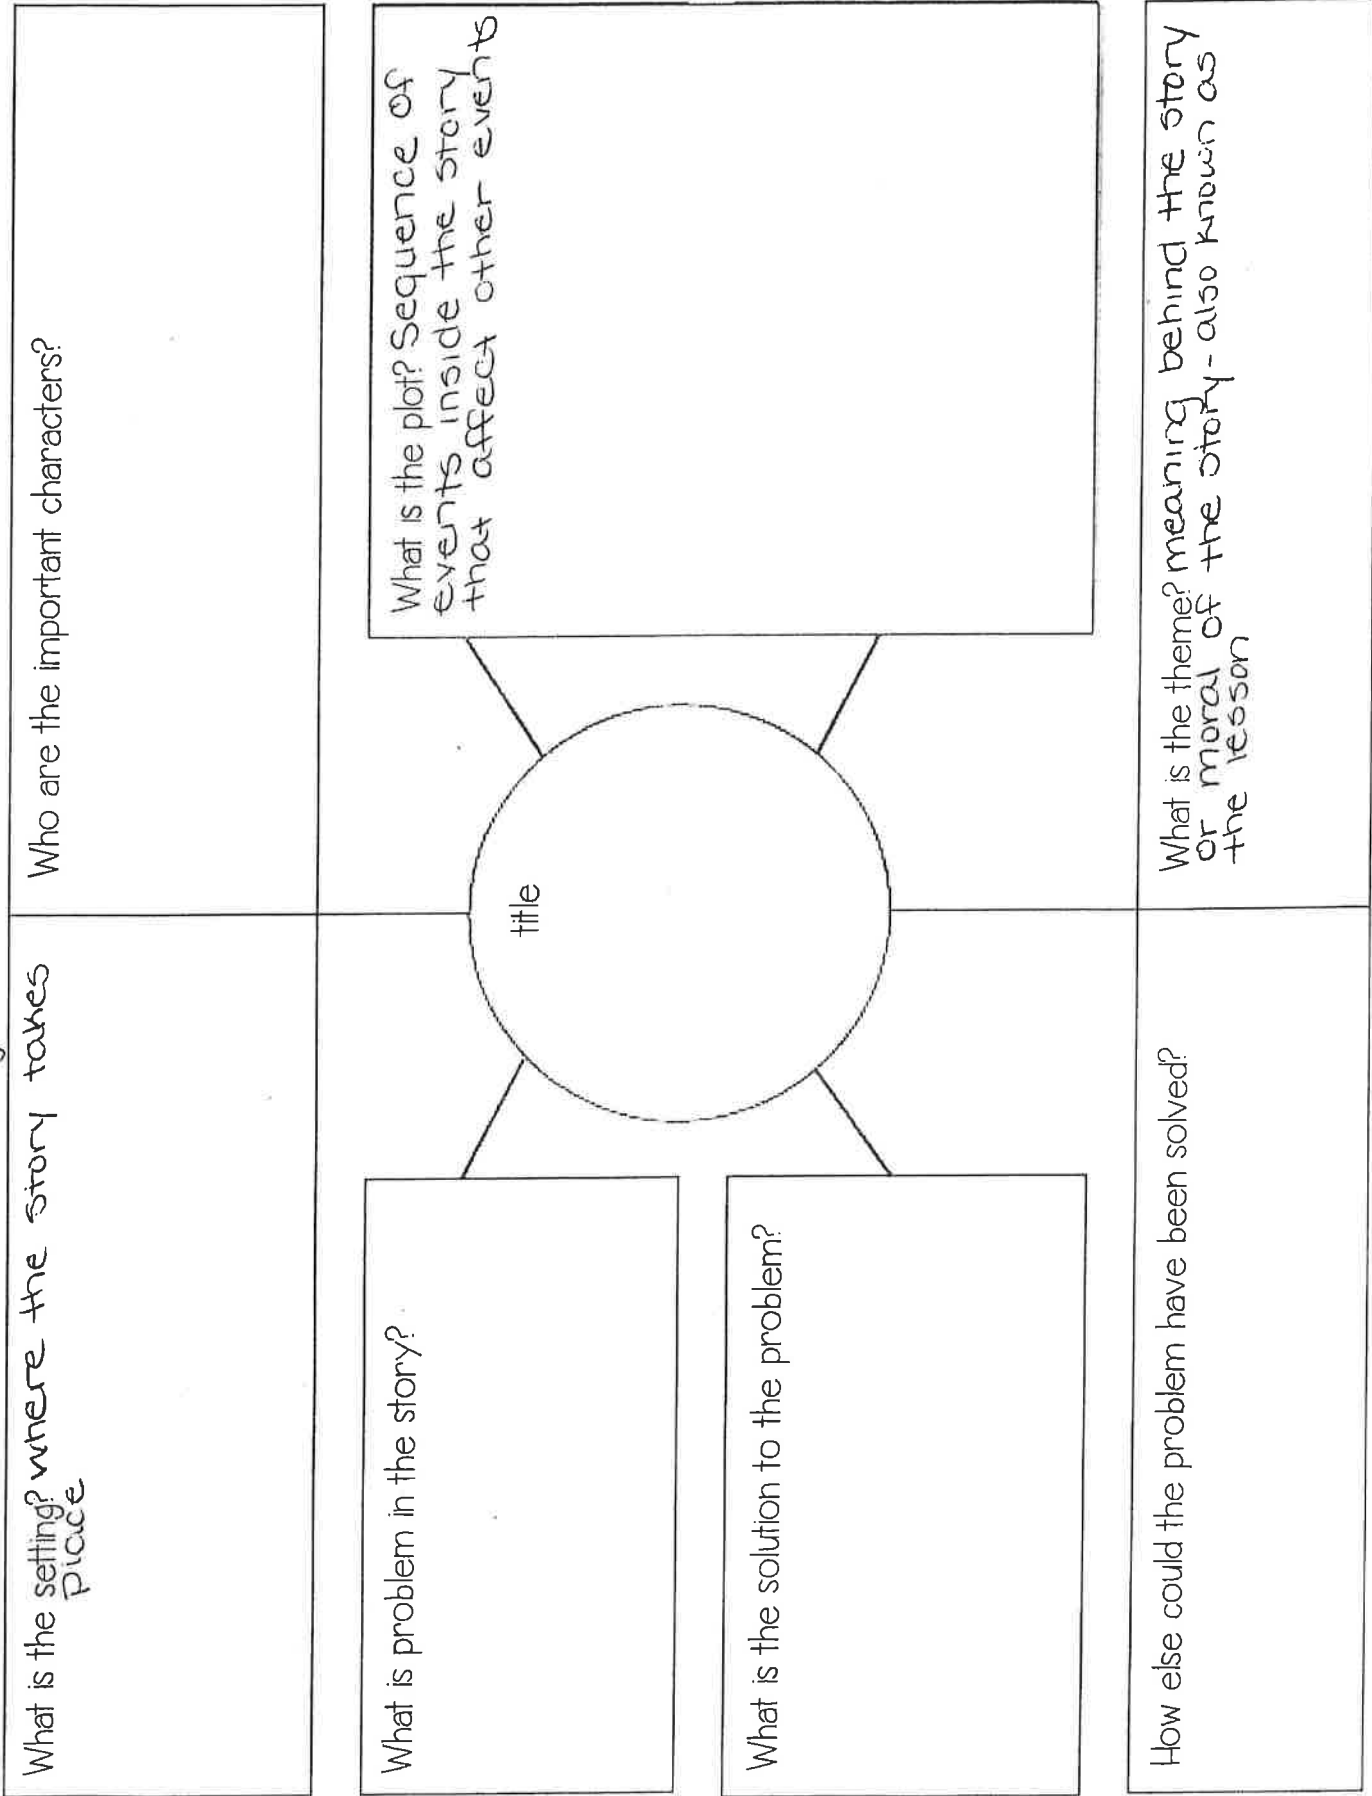 What is the setting? where the story takes
place
Who are the important characters?
What is problem in the story?
title
What is the plot? Sequence of
events inside the story
that affect other events
What is the solution to the problem?
How else could the problem have been solved?
What is the theme? meaning behind the story
or moral of the story - also known as
the lesson